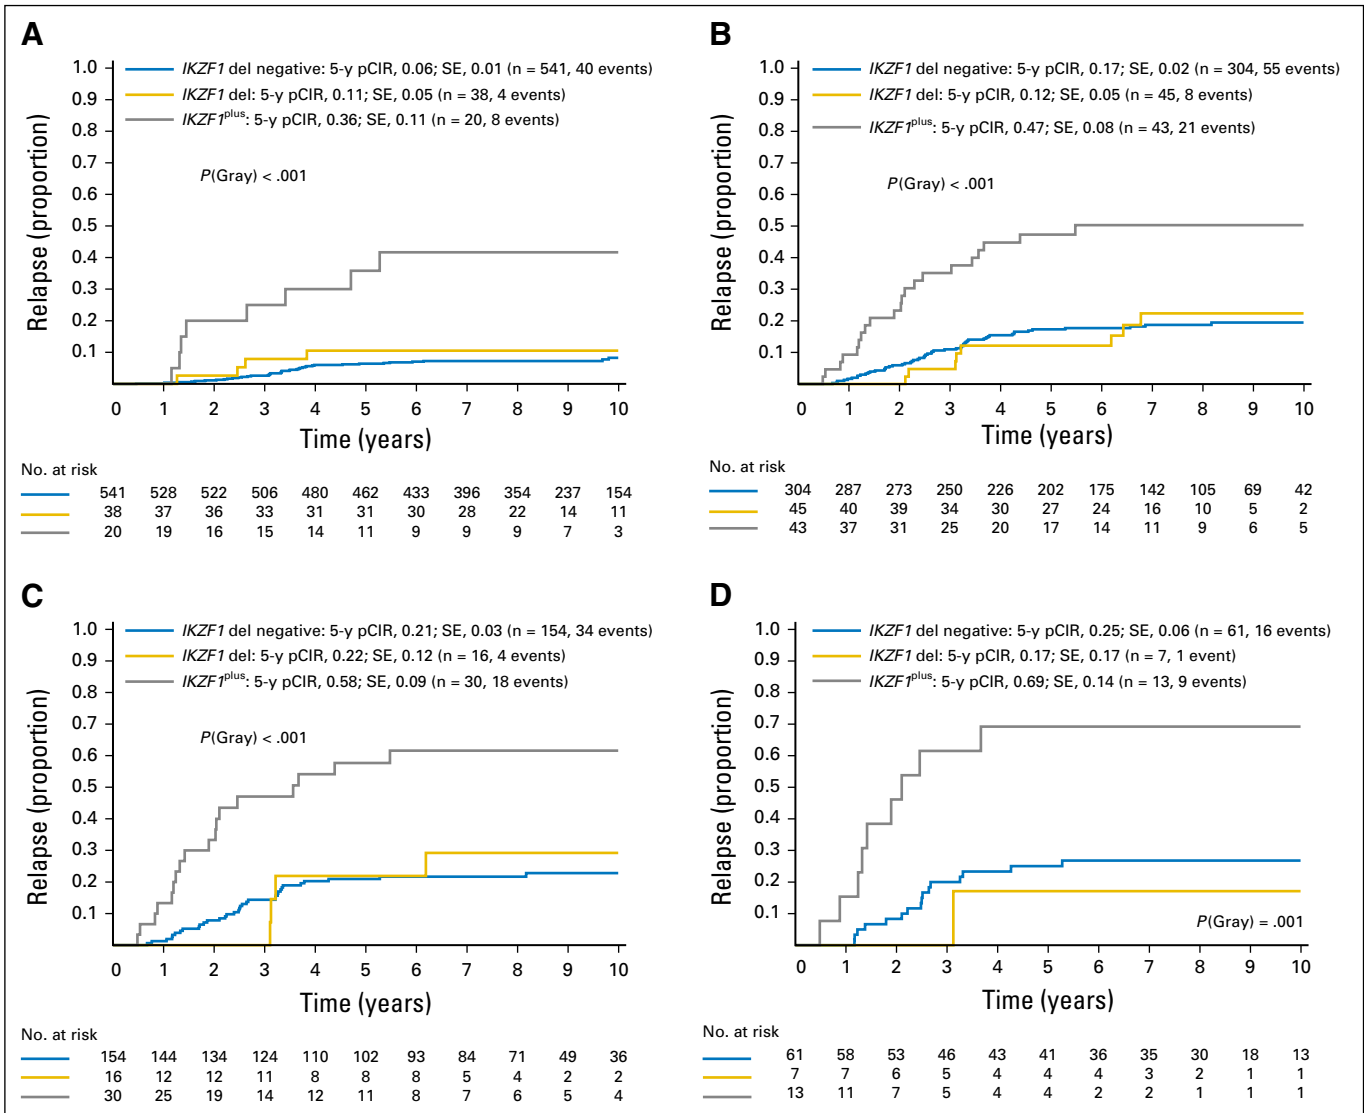 A
IKZF1 del negative: 5-y pCIR, 0.06; SE, 0.01 (n = 541, 40 events)
IKZF1 del: 5-y pCIR, 0.11; SE, 0.05 (n = 38, 4 events)
IKZF1plus: 5-y pCIR, 0.36; SE, 0.11 (n = 20, 8 events)
P(Gray) < .001
Relapse (proportion)
1.0
0.9
0.8
0.7
0.6
0.5
0.4
0.3
0.2
0.1
0 1 2 3 4 5 6 7 8 9 10
Time (years)
No. at risk
541 528 522 506 480 462 433 396 354 237 154
38 37 36 33 31 31 30 28 22 14 11
20 19 16 15 14 11 9 9 9 7 3
B
IKZF1 del negative: 5-y pCIR, 0.17; SE, 0.02 (n = 304, 55 events)
IKZF1 del: 5-y pCIR, 0.12; SE, 0.05 (n = 45, 8 events)
IKZF1plus: 5-y pCIR, 0.47; SE, 0.08 (n = 43, 21 events)
P(Gray) < .001
Relapse (proportion)
1.0
0.9
0.8
0.7
0.6
0.5
0.4
0.3
0.2
0.1
0 1 2 3 4 5 6 7 8 9 10
Time (years)
No. at risk
304 287 273 250 226 202 175 142 105 69 42
45 40 39 34 30 27 24 16 10 5 2
43 37 31 25 20 17 14 11 9 6 5
C
IKZF1 del negative: 5-y pCIR, 0.21; SE, 0.03 (n = 154, 34 events)
IKZF1 del: 5-y pCIR, 0.22; SE, 0.12 (n = 16, 4 events)
IKZF1plus: 5-y pCIR, 0.58; SE, 0.09 (n = 30, 18 events)
P(Gray) < .001
Relapse (proportion)
1.0
0.9
0.8
0.7
0.6
0.5
0.4
0.3
0.2
0.1
0 1 2 3 4 5 6 7 8 9 10
Time (years)
No. at risk
154 144 134 124 110 102 93 84 71 49 36
16 12 12 11 8 8 8 5 4 2 2
30 25 19 14 12 11 8 7 6 5 4
D
IKZF1 del negative: 5-y pCIR, 0.25; SE, 0.06 (n = 61, 16 events)
IKZF1 del: 5-y pCIR, 0.17; SE, 0.17 (n = 7, 1 event)
IKZF1plus: 5-y pCIR, 0.69; SE, 0.14 (n = 13, 9 events)
Relapse (proportion)
1.0
0.9
0.8
0.7
0.6
0.5
0.4
0.3
0.2
0.1
P(Gray) = .001
0 1 2 3 4 5 6 7 8 9 10
Time (years)
No. at risk
61 58 53 46 43 41 36 35 30 18 13
7 7 6 5 4 4 4 3 2 1 1
13 11 7 5 4 4 2 2 1 1 1